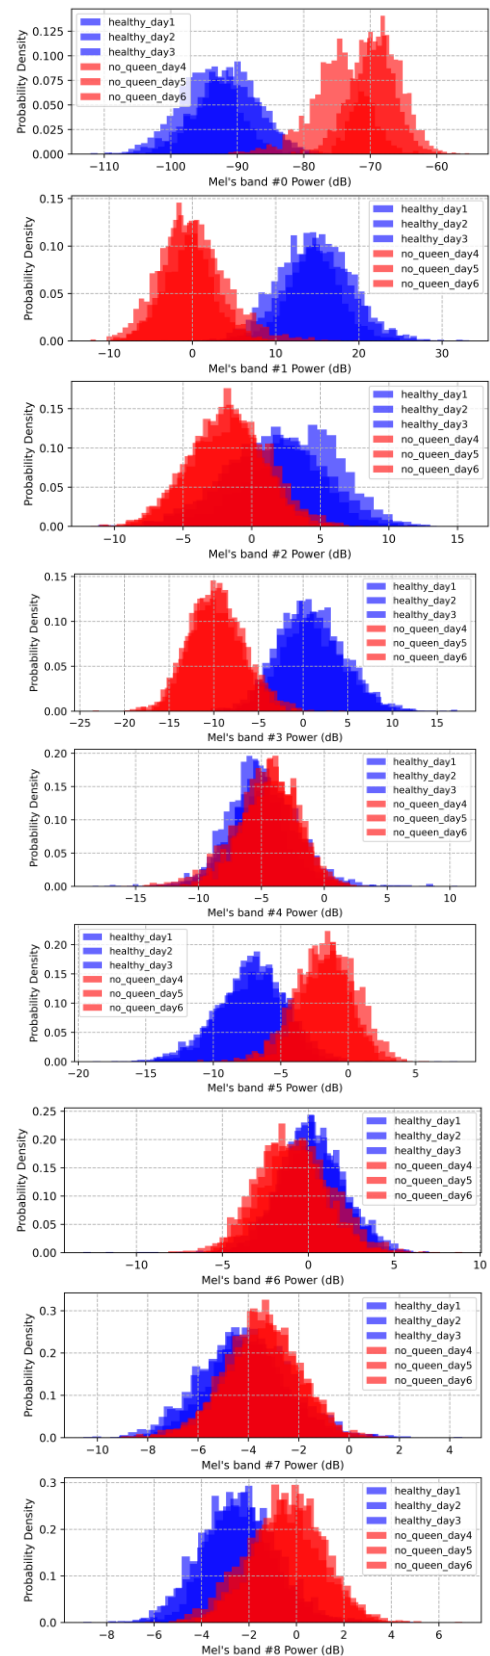 Probability Density
0.125
0.100
0.075
0.050
0.025
0.000
healthy_day1
healthy_day2
healthy_day3
no_queen_day4
no_queen_day5
no_queen_day6
−110 −100 −90 −80 −70 −60
Mel's band #0 Power (dB)
Probability Density
0.15
0.10
0.05
0.00
healthy_day1
healthy_day2
healthy_day3
no_queen_day4
no_queen_day5
no_queen_day6
−10 0 10 20 30
Mel's band #1 Power (dB)
Probability Density
0.15
0.10
0.05
0.00
healthy_day1
healthy_day2
healthy_day3
no_queen_day4
no_queen_day5
no_queen_day6
−10 −5 0 5 10 15
Mel's band #2 Power (dB)
Probability Density
0.15
0.10
0.05
0.00
healthy_day1
healthy_day2
healthy_day3
no_queen_day4
no_queen_day5
no_queen_day6
−25 −20 −15 −10 −5 0 5 10 15
Mel's band #3 Power (dB)
Probability Density
0.20
0.15
0.10
0.05
0.00
healthy_day1
healthy_day2
healthy_day3
no_queen_day4
no_queen_day5
no_queen_day6
−15 −10 −5 0 5 10
Mel's band #4 Power (dB)
Probability Density
0.20
0.15
0.10
0.05
0.00
healthy_day1
healthy_day2
healthy_day3
no_queen_day4
no_queen_day5
no_queen_day6
−20 −15 −10 −5 0 5
Mel's band #5 Power (dB)
Probability Density
0.25
0.20
0.15
0.10
0.05
0.00
healthy_day1
healthy_day2
healthy_day3
no_queen_day4
no_queen_day5
no_queen_day6
−10 −5 0 5 10
Mel's band #6 Power (dB)
Probability Density
0.3
0.2
0.1
0.0
healthy_day1
healthy_day2
healthy_day3
no_queen_day4
no_queen_day5
no_queen_day6
−10 −8 −6 −4 −2 0 2 4
Mel's band #7 Power (dB)
Probability Density
0.3
0.2
0.1
0.0
healthy_day1
healthy_day2
healthy_day3
no_queen_day4
no_queen_day5
no_queen_day6
−8 −6 −4 −2 0 2 4 6
Mel's band #8 Power (dB)